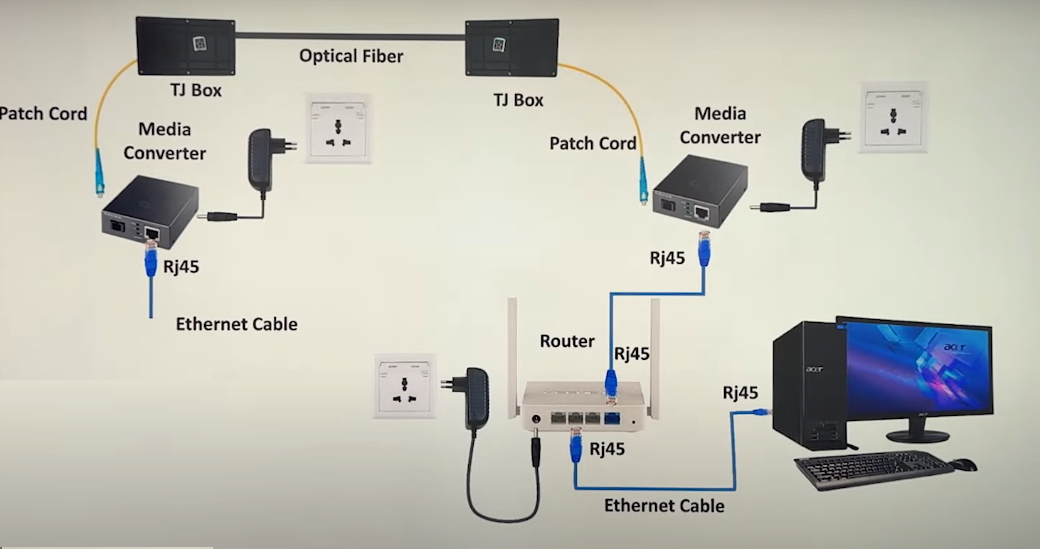 Optical Fiber
TJ Box
TJ Box
Patch Cord
Media
Converter
Patch Cord
Media
Converter
Rj45
Rj45
Ethernet Cable
Router
Rj45
Rj45
acer
acer
Rj45
Ethernet Cable